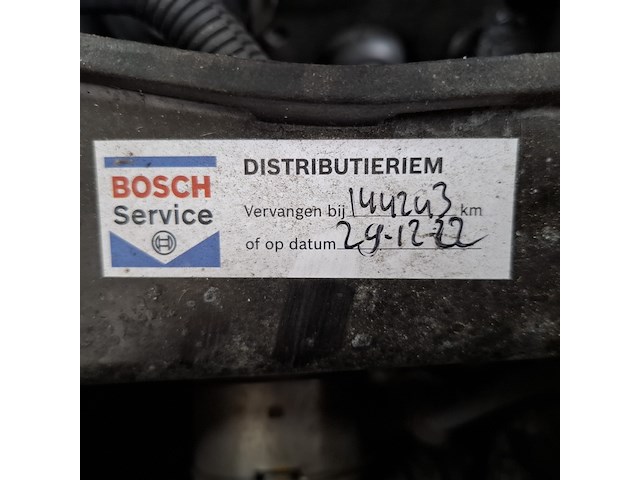 BOSCH
Service
DISTRIBUTIERIEM
Vervangen bij 144243 km
of op datum 29-12-22